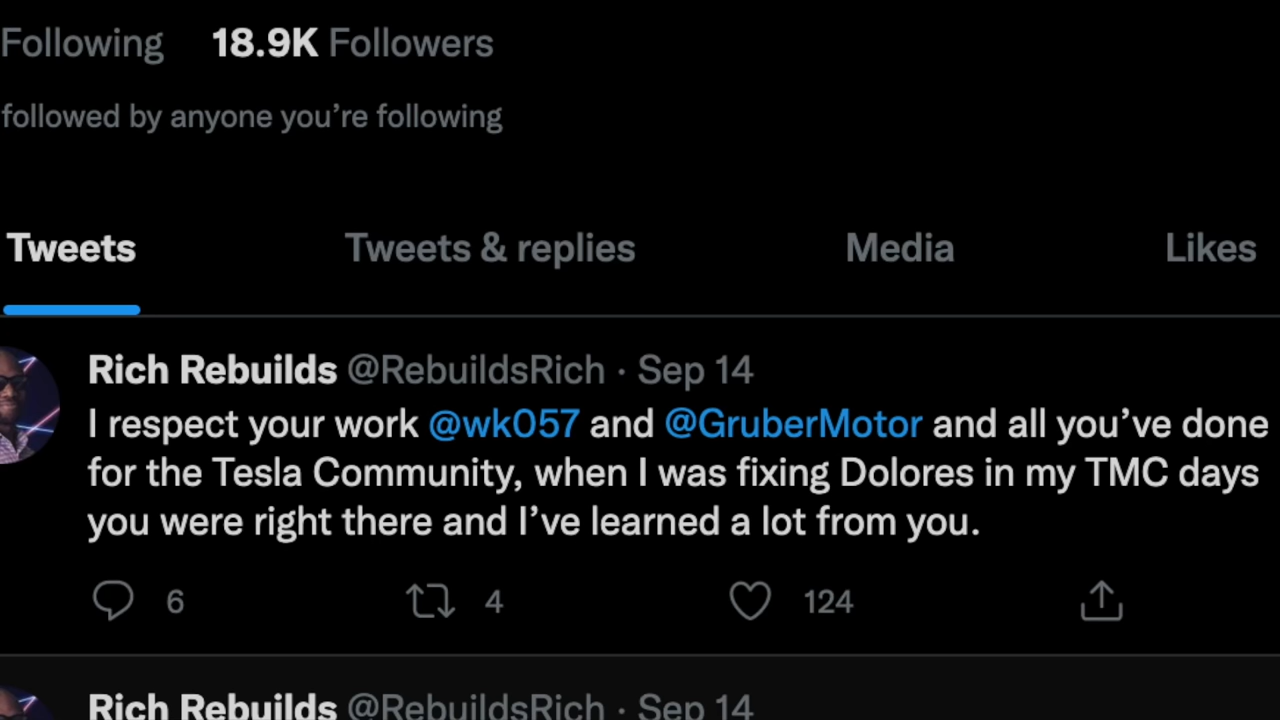 Following 18.9K Followers
followed by anyone you’re following
Tweets Tweets & replies Media Likes
Rich Rebuilds @RebuildsRich · Sep 14
I respect your work @wk057 and @GruberMotor and all you’ve done
for the Tesla Community, when I was fixing Dolores in my TMC days
you were right there and I’ve learned a lot from you.
6 4 124
Rich Rebuilds @RebuildsRich · Sep 14